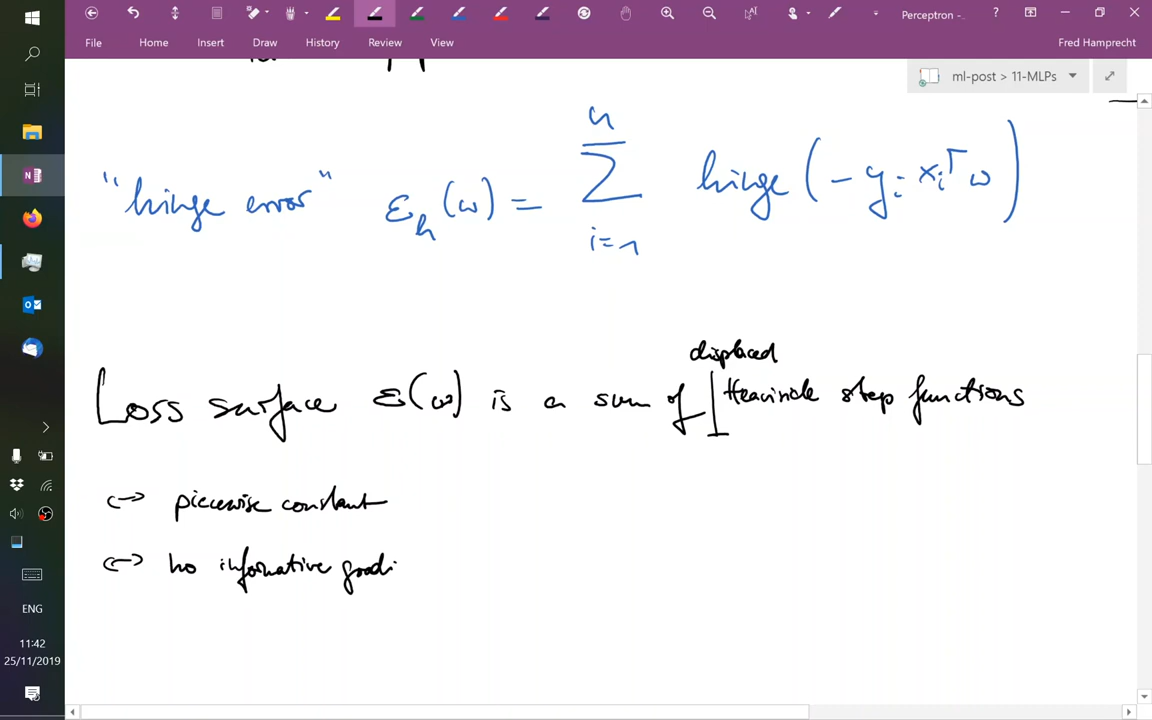 Perceptron -...
File Home Insert Draw History Review View
Fred Hamprecht
ml-post > 11-MLPs
"hinge error" ε_h(ω) = Σ_{i=1}^{n} hinge(- y_i x_i^T ω)
displaced
Loss surface ε(ω) is a sum of Heaviside step functions
↪ piecewise constant
↪ no informative gradi
ENG
11:42
25/11/2019